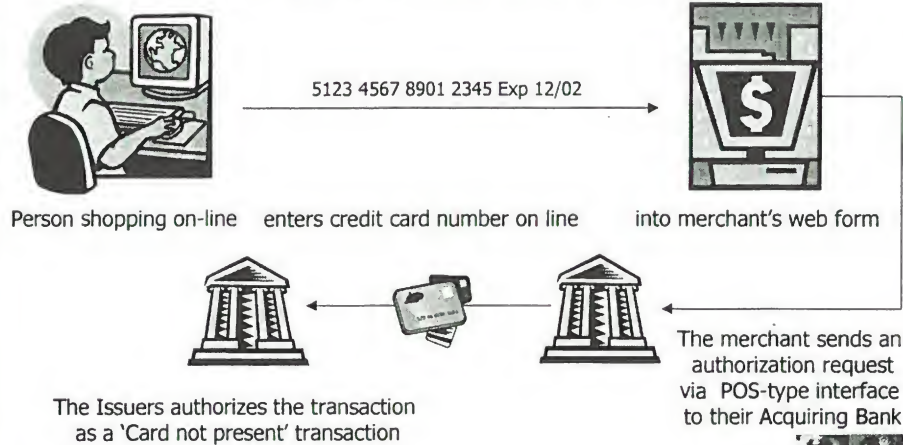 5123 4567 8901 2345 Exp 12/02
Person shopping on-line
enters credit card number on line
into merchant's web form
The merchant sends an
authorization request
via POS-type interface
to their Acquiring Bank
The Issuers authorizes the transaction
as a 'Card not present' transaction